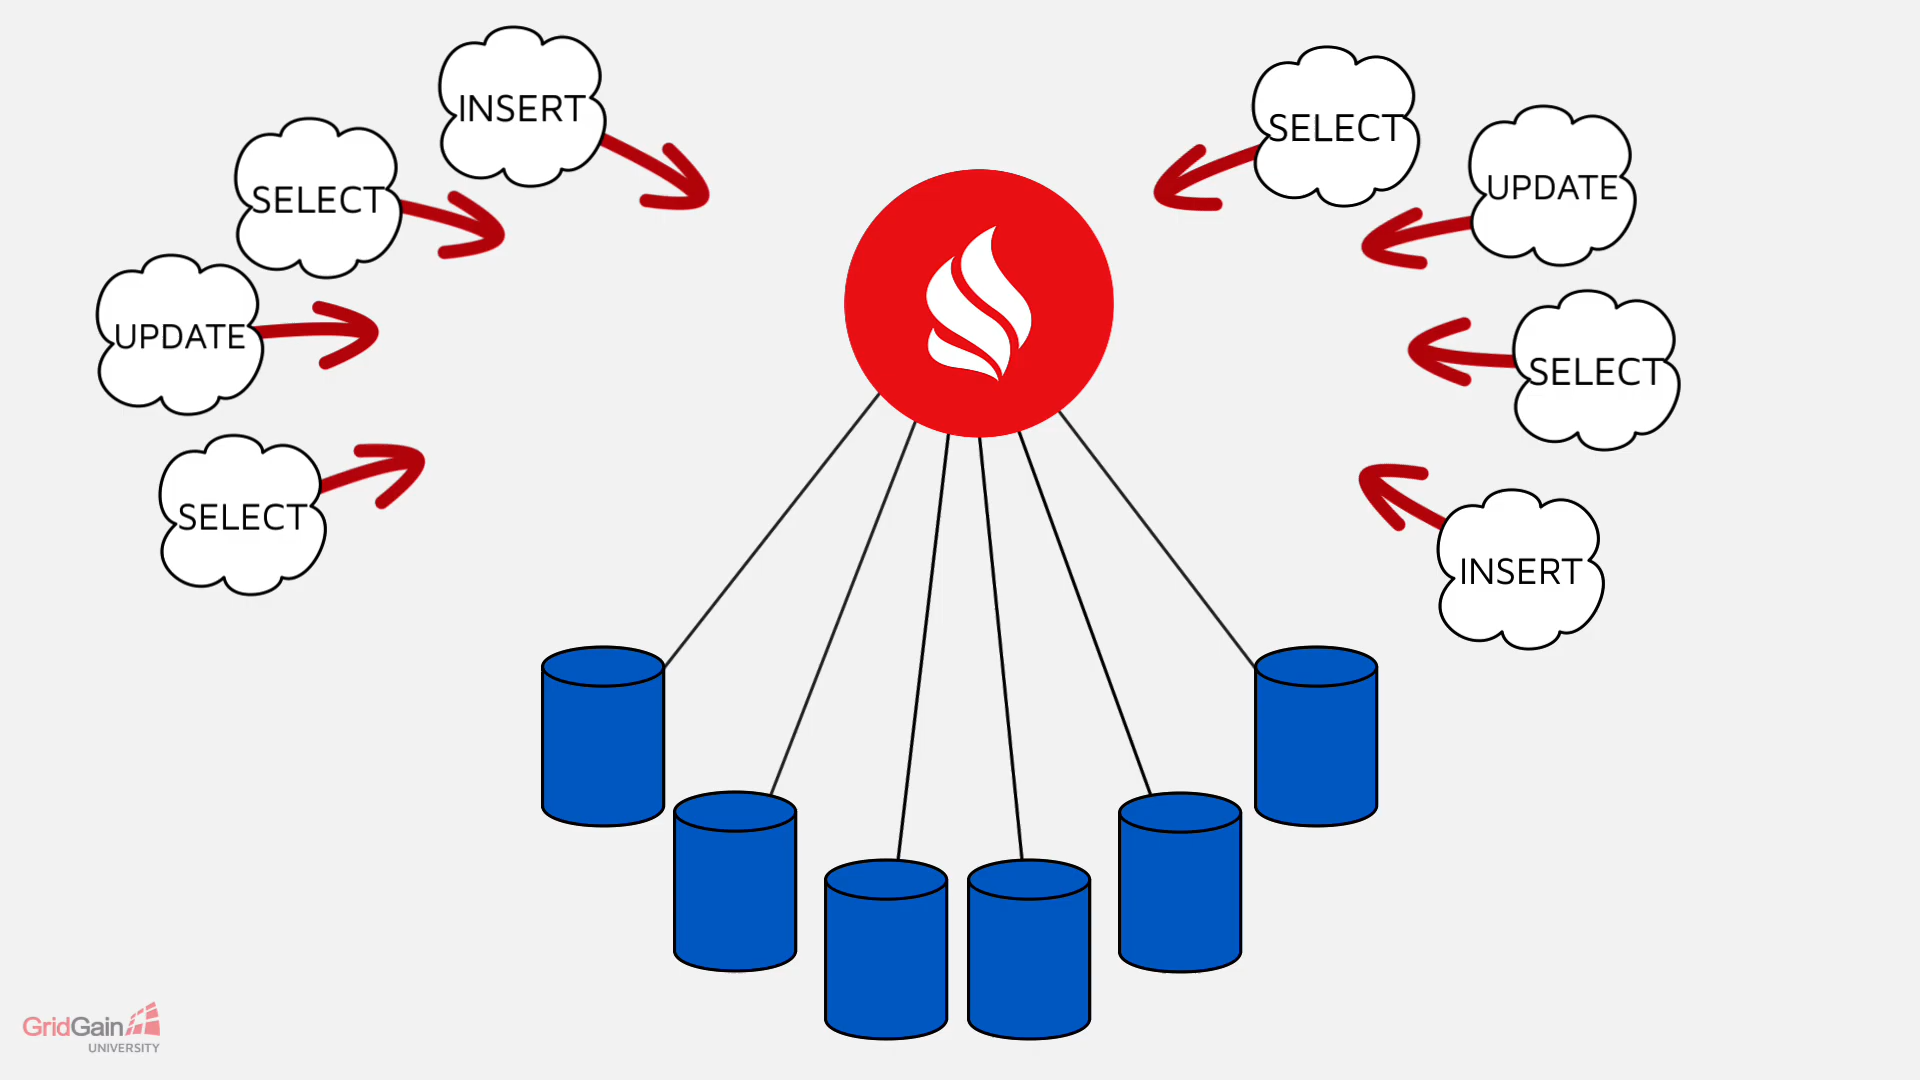 INSERT
SELECT
UPDATE
SELECT
SELECT
UPDATE
SELECT
INSERT
GridGain
UNIVERSITY